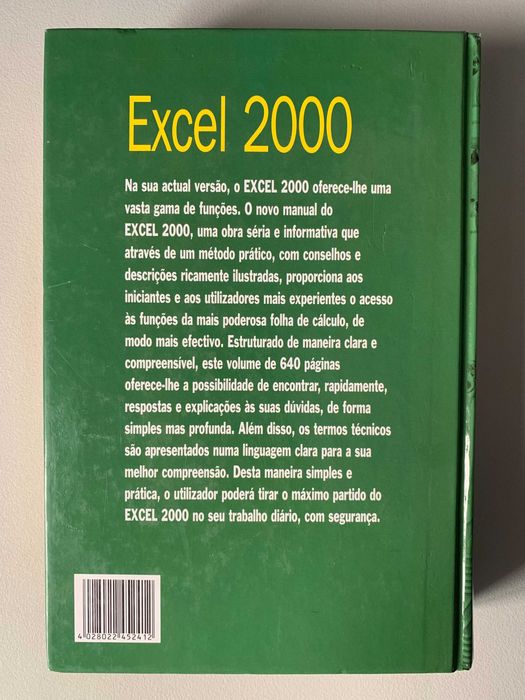 Excel 2000
Na sua actual versão, o EXCEL 2000 oferece-lhe uma
vasta gama de funções. O novo manual do
EXCEL 2000, uma obra séria e informativa que
através de um método prático, com conselhos e
descrições ricamente ilustradas, proporciona aos
iniciantes e aos utilizadores mais experientes o acesso
às funções da mais poderosa folha de cálculo, de
modo mais efectivo. Estruturado de maneira clara e
compreensível, este volume de 640 páginas
oferece-lhe a possibilidade de encontrar, rapidamente,
respostas e explicações às suas dúvidas, de forma
simples mas profunda. Além disso, os termos técnicos
são apresentados numa linguagem clara para a sua
melhor compreensão. Desta maneira simples e
prática, o utilizador poderá tirar o máximo partido do
EXCEL 2000 no seu trabalho diário, com segurança.
4 028022 452412